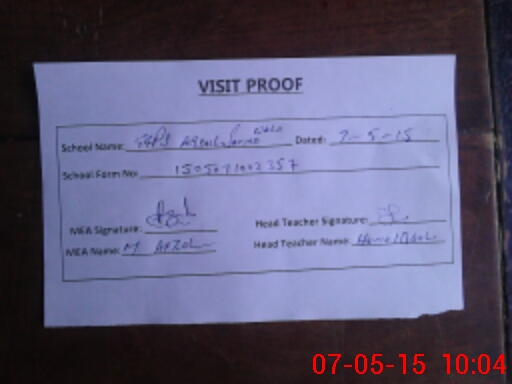 VISIT PROOF
School Name: Dated: 7-5-15
School Form No: 1505071002357
MEA Signature: Head Teacher Signature:
MEA Name: M AFZAL Head Teacher Name:
07-05-15 10:04